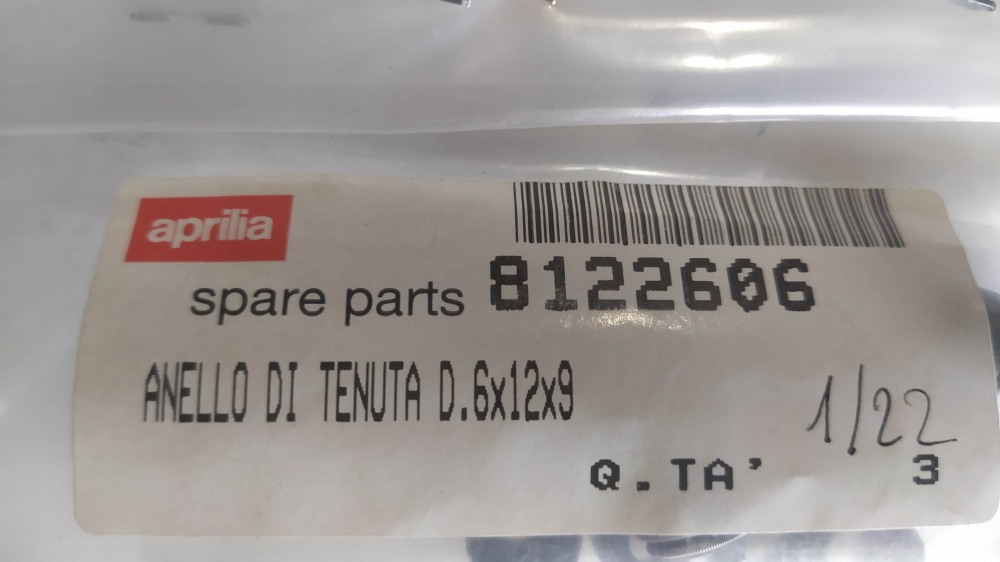 aprilia
spare parts 8122606
ANELLO DI TENUTA D.6x12x9
1/22
Q.TA' 3